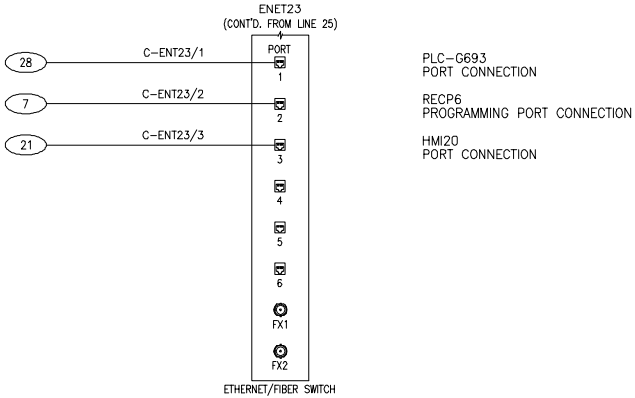 ENET23
(CONT'D. FROM LINE 25)
PORT
28 C-ENT23/1 1 PLC-G693
PORT CONNECTION
7 C-ENT23/2 2 RECP6
PROGRAMMING PORT CONNECTION
21 C-ENT23/3 3 HMI20
PORT CONNECTION
4
5
6
FX1
FX2
ETHERNET/FIBER SWITCH